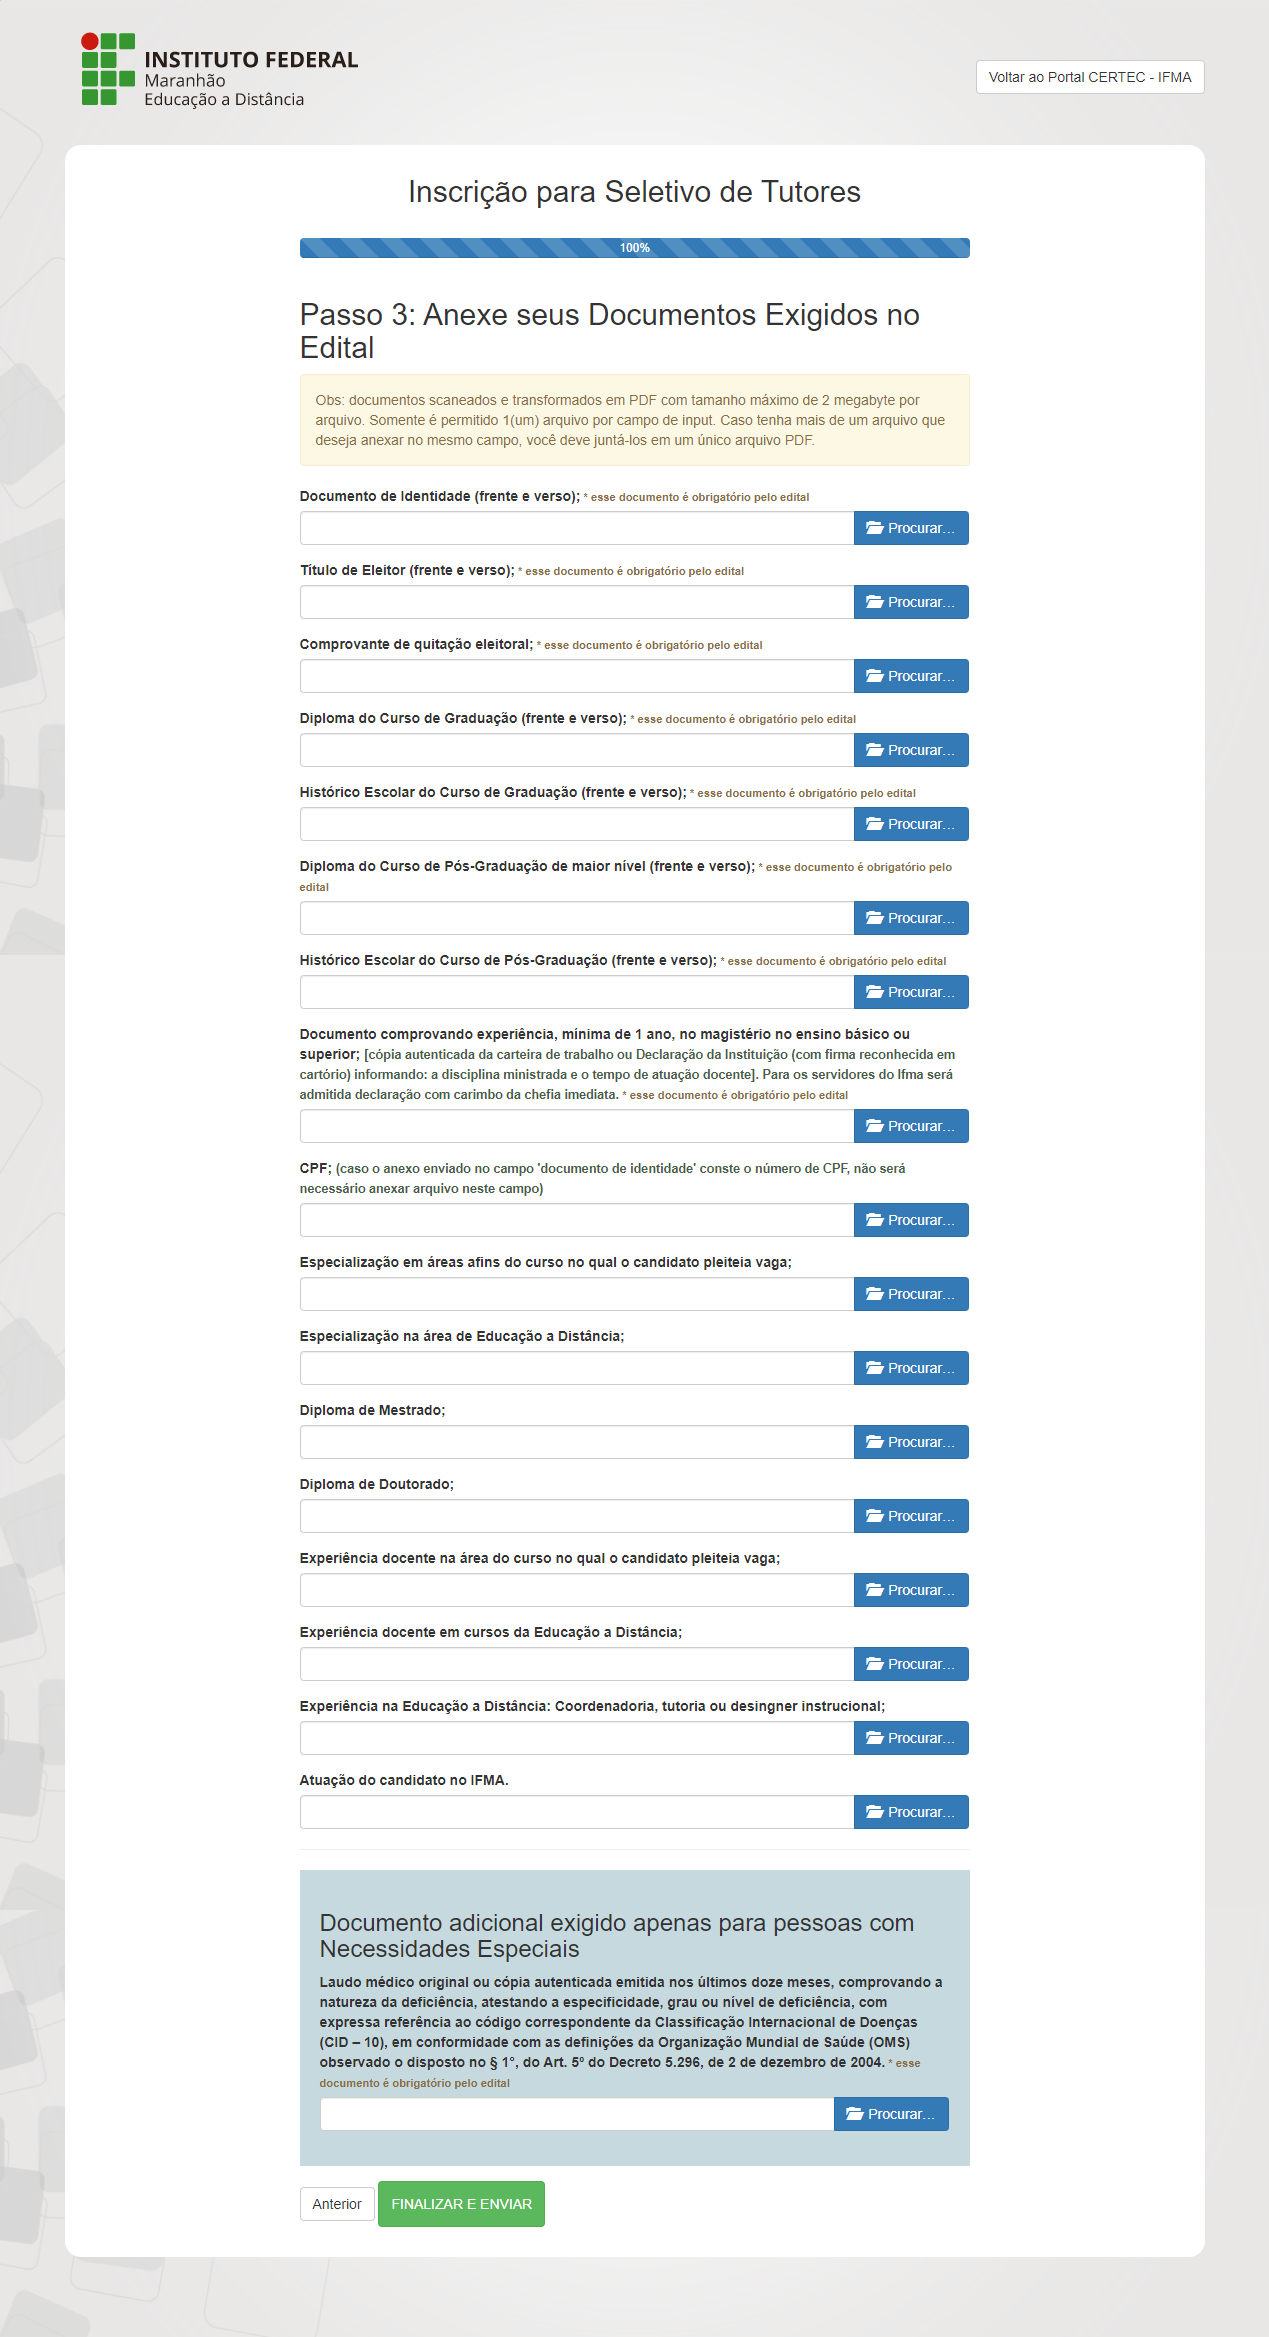 INSTITUTO FEDERAL
Maranhão
Educação a Distância
Voltar ao Portal CERTEC - IFMA
Inscrição para Seletivo de Tutores
100%
Passo 3: Anexe seus Documentos Exigidos no
Edital
Obs: documentos scaneados e transformados em PDF com tamanho máximo de 2 megabyte por
arquivo. Somente é permitido 1(um) arquivo por campo de input. Caso tenha mais de um arquivo que
deseja anexar no mesmo campo, você deve juntá-los em um único arquivo PDF.
Documento de Identidade (frente e verso); * esse documento é obrigatório pelo edital
Procurar...
Título de Eleitor (frente e verso); * esse documento é obrigatório pelo edital
Procurar...
Comprovante de quitação eleitoral; * esse documento é obrigatório pelo edital
Procurar...
Diploma do Curso de Graduação (frente e verso); * esse documento é obrigatório pelo edital
Procurar...
Histórico Escolar do Curso de Graduação (frente e verso); * esse documento é obrigatório pelo edital
Procurar...
Diploma do Curso de Pós-Graduação de maior nível (frente e verso); * esse documento é obrigatório pelo
edital
Procurar...
Histórico Escolar do Curso de Pós-Graduação (frente e verso); * esse documento é obrigatório pelo edital
Procurar...
Documento comprovando experiência, mínima de 1 ano, no magistério no ensino básico ou
superior; [cópia autenticada da carteira de trabalho ou Declaração da Instituição (com firma reconhecida em
cartório) informando: a disciplina ministrada e o tempo de atuação docente]. Para os servidores do Ifma será
admitida declaração com carimbo da chefia imediata. * esse documento é obrigatório pelo edital
Procurar...
CPF; (caso o anexo enviado no campo 'documento de identidade' conste o número de CPF, não será
necessário anexar arquivo neste campo)
Procurar...
Especialização em áreas afins do curso no qual o candidato pleiteia vaga;
Procurar...
Especialização na área de Educação a Distância;
Procurar...
Diploma de Mestrado;
Procurar...
Diploma de Doutorado;
Procurar...
Experiência docente na área do curso no qual o candidato pleiteia vaga;
Procurar...
Experiência docente em cursos da Educação a Distância;
Procurar...
Experiência na Educação a Distância: Coordenadoria, tutoria ou desingner instrucional;
Procurar...
Atuação do candidato no IFMA.
Procurar...
Documento adicional exigido apenas para pessoas com
Necessidades Especiais
Laudo médico original ou cópia autenticada emitida nos últimos doze meses, comprovando a
natureza da deficiência, atestando a especificidade, grau ou nível de deficiência, com
expressa referência ao código correspondente da Classificação Internacional de Doenças
(CID – 10), em conformidade com as definições da Organização Mundial de Saúde (OMS)
observado o disposto no § 1°, do Art. 5º do Decreto 5.296, de 2 de dezembro de 2004. * esse
documento é obrigatório pelo edital
Procurar...
Anterior
FINALIZAR E ENVIAR